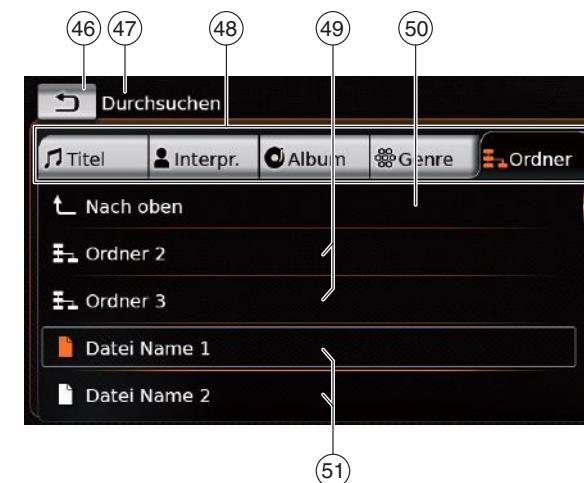 46 47 48 49 50
Durchsuchen
Titel Interpr. Album Genre Ordner
Nach oben
Ordner 2
Ordner 3
Datei Name 1
Datei Name 2
51